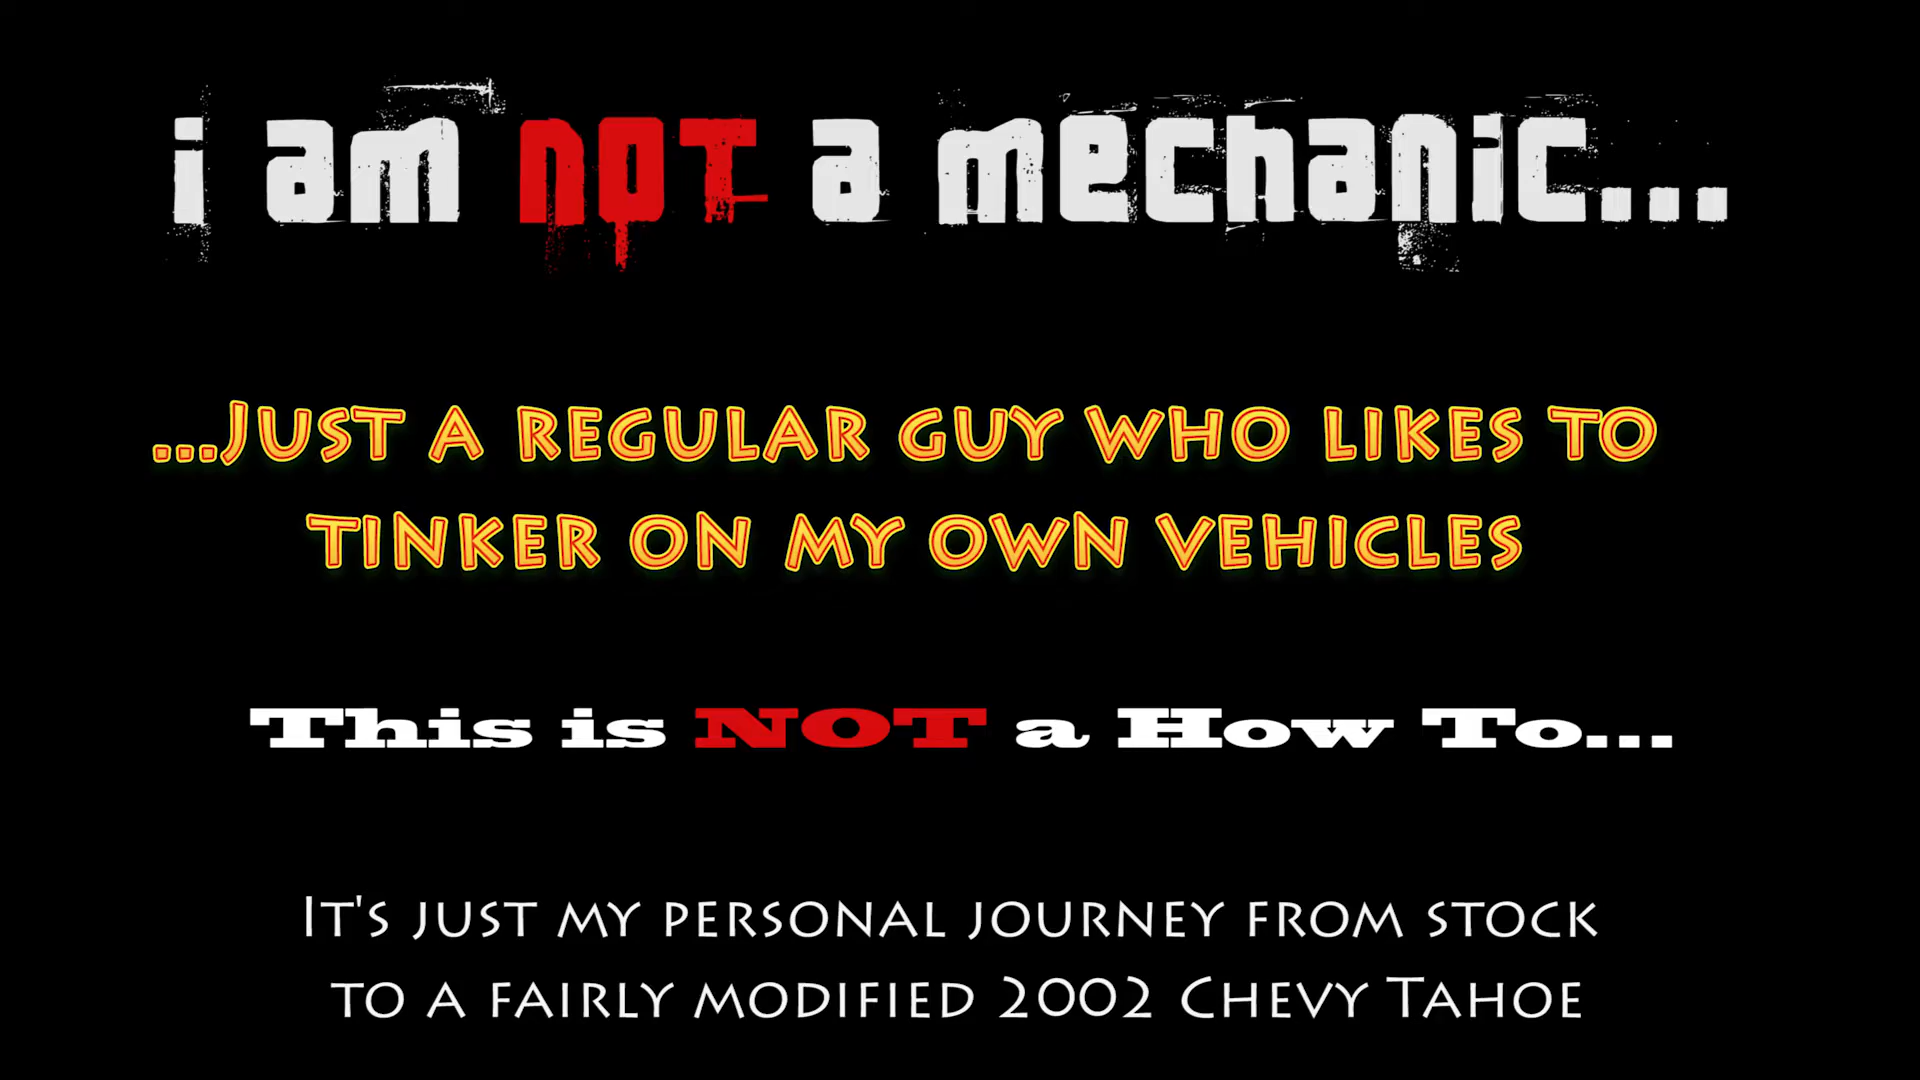 i am not a mechanic...
...Just a regular guy who likes to
tinker on my own vehicles
This is NOT a How To...
It's just my personal journey from stock
to a fairly modified 2002 Chevy Tahoe